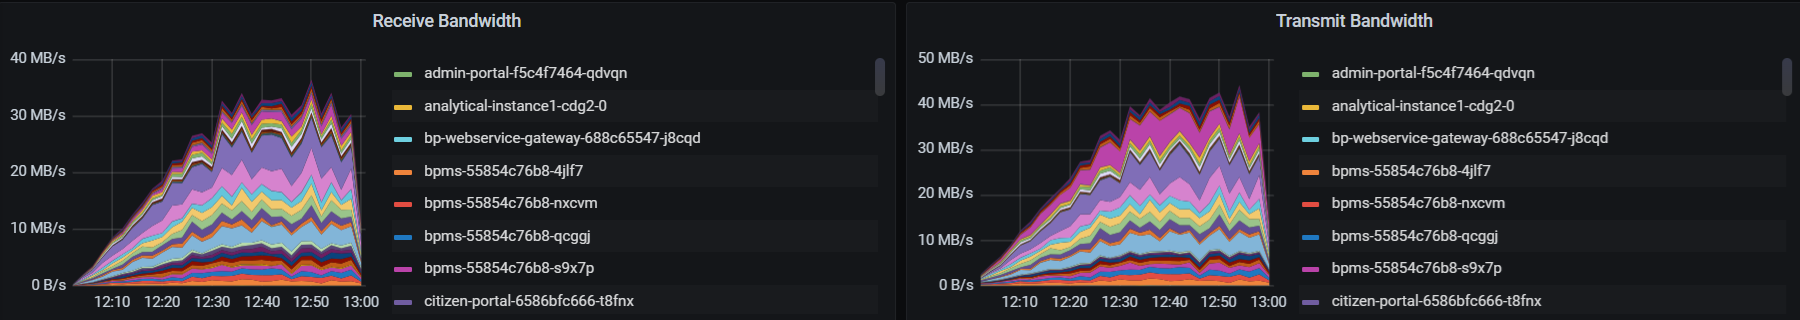 Receive Bandwidth
40 MB/s
30 MB/s
20 MB/s
10 MB/s
0 B/s
12:10 12:20 12:30 12:40 12:50 13:00
admin-portal-f5c4f7464-qdvqn
analytical-instance1-cdg2-0
bp-webservice-gateway-688c65547-j8cqd
bpms-55854c76b8-4jlf7
bpms-55854c76b8-nxcvm
bpms-55854c76b8-qcggj
bpms-55854c76b8-s9x7p
citizen-portal-6586bfc666-t8fnx
Transmit Bandwidth
50 MB/s
40 MB/s
30 MB/s
20 MB/s
10 MB/s
0 B/s
12:10 12:20 12:30 12:40 12:50 13:00
admin-portal-f5c4f7464-qdvqn
analytical-instance1-cdg2-0
bp-webservice-gateway-688c65547-j8cqd
bpms-55854c76b8-4jlf7
bpms-55854c76b8-nxcvm
bpms-55854c76b8-qcggj
bpms-55854c76b8-s9x7p
citizen-portal-6586bfc666-t8fnx